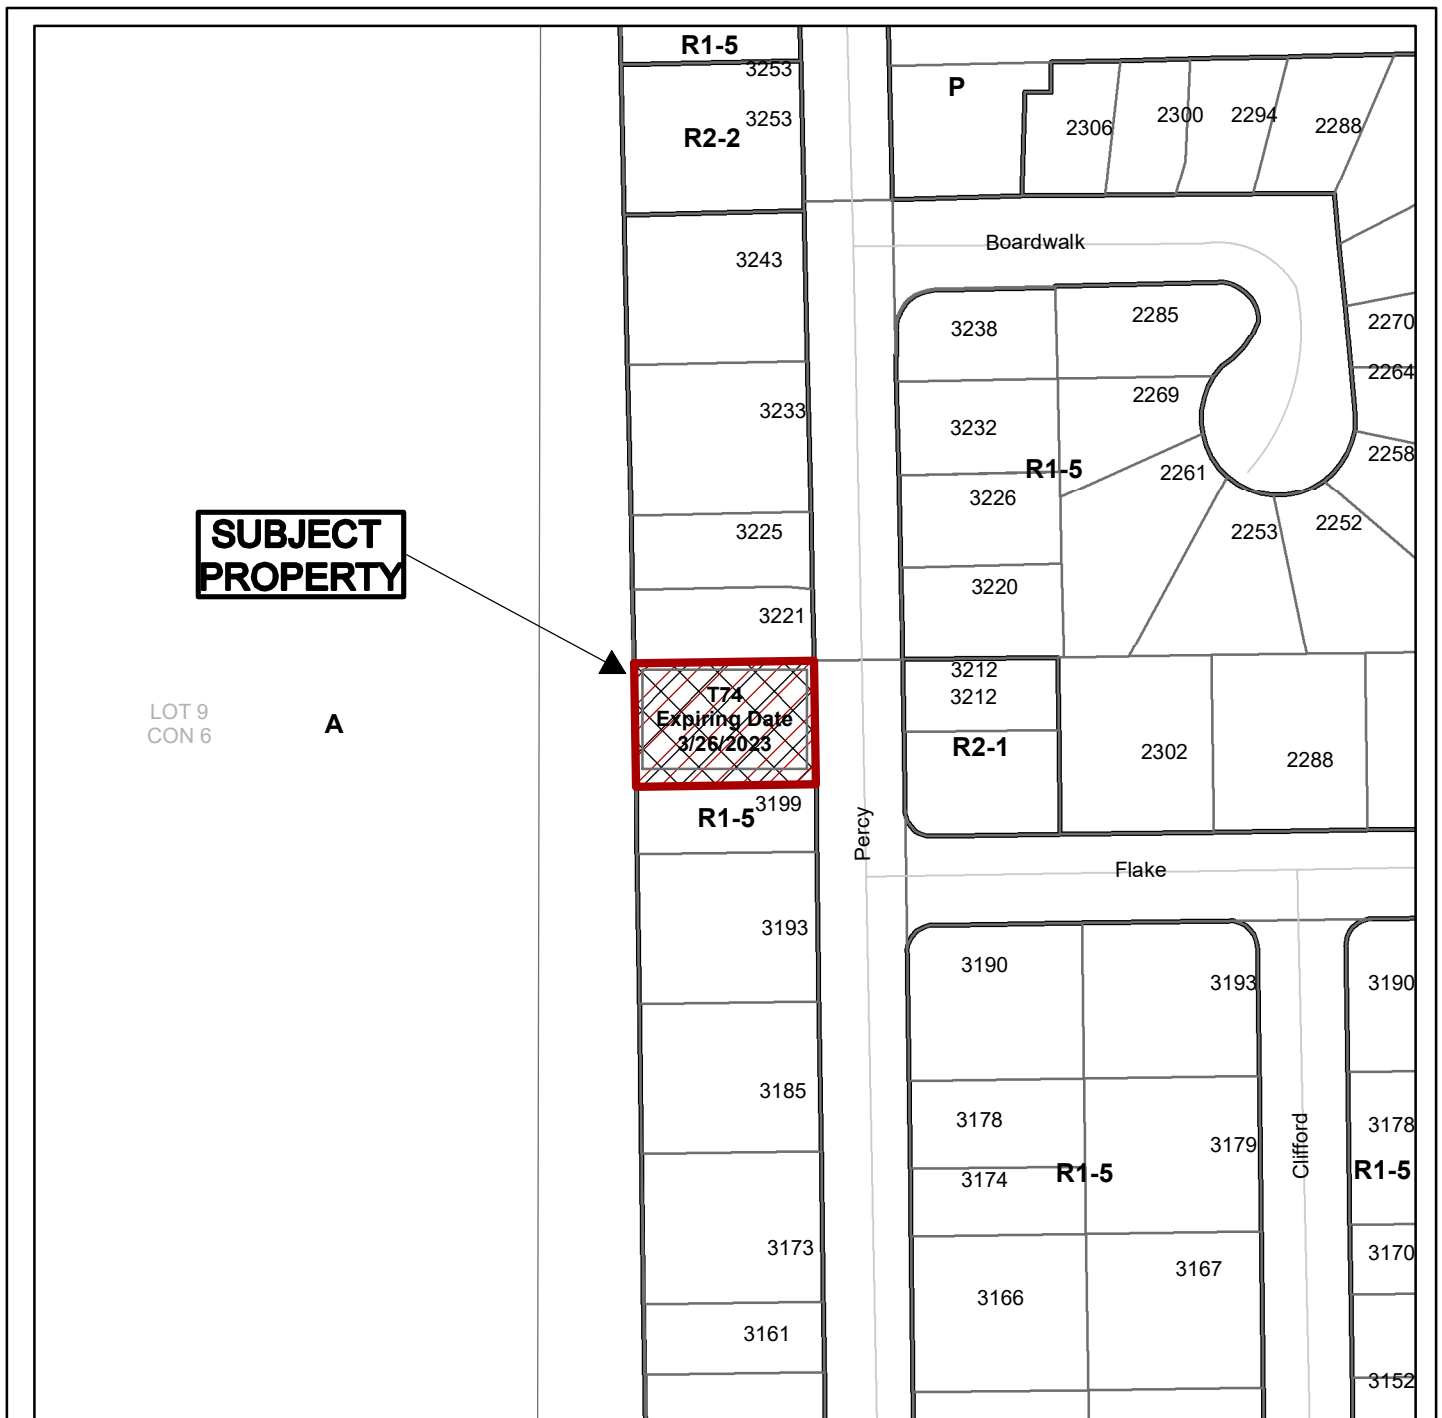 R1-5
3253
P
3253
R2-2
2306
2300
2294
2288
Boardwalk
3243
3238
2285
2270
2264
2269
3233
3232
R1-5
2258
2261
3226
SUBJECT
PROPERTY
3225
2253
2252
3220
3221
3212
T74
3212
Expiring Date
3/26/2023
LOT 9
CON 6
A
R2-1
2302
2288
3199
R1-5
Percy
Flake
3193
3190
3193
3190
3185
3178
3179
3178
Clifford
3174
R1-5
R1-5
3173
3170
3167
3166
3161
3152